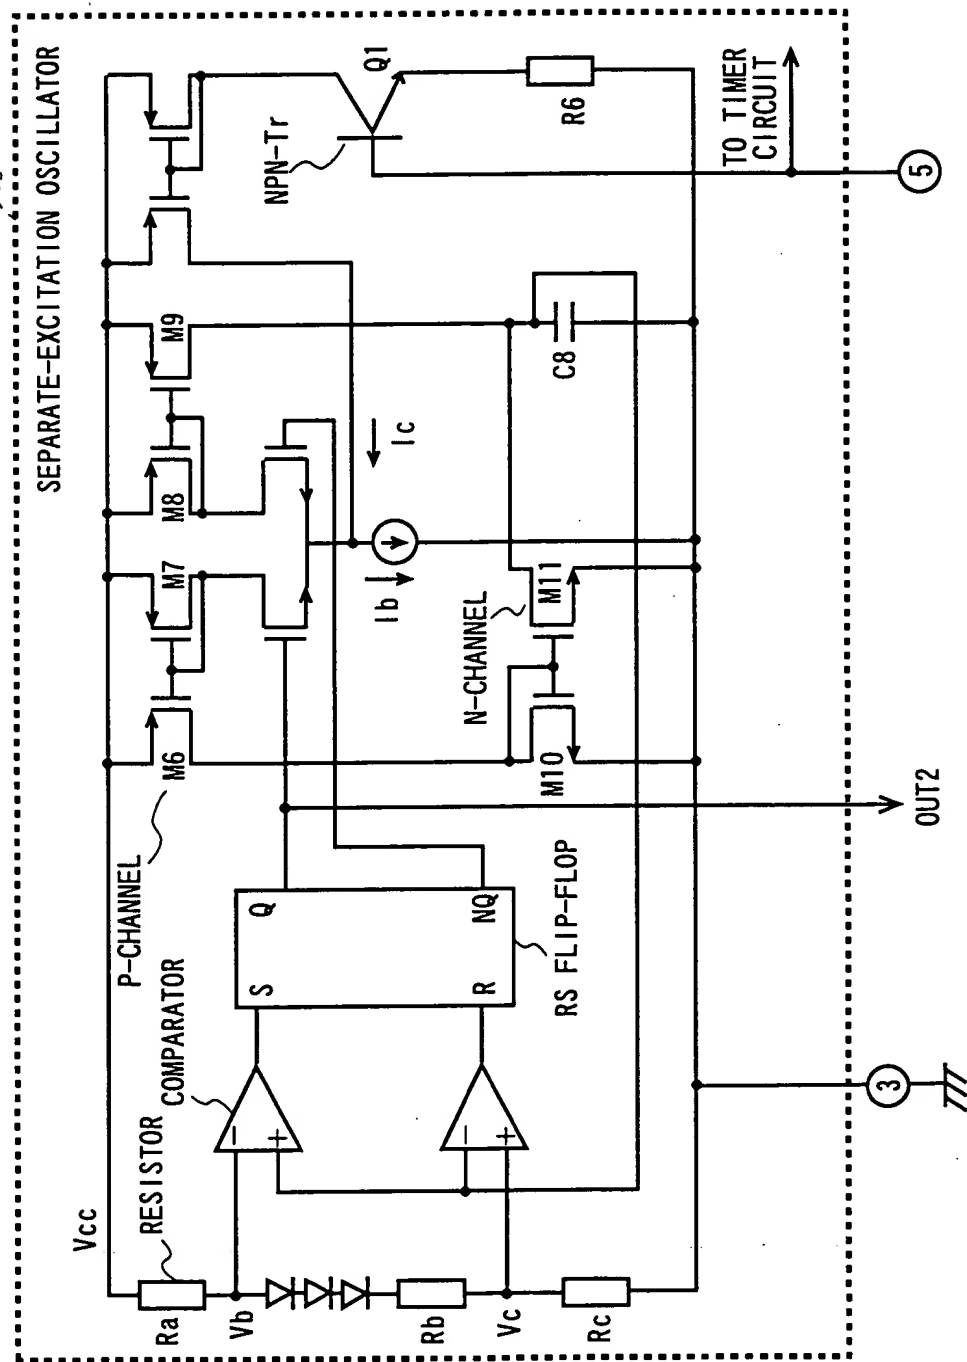 SEPARATE-EXCITATION OSCILLATOR
Vcc
RESISTOR
Ra
Vb
Rb
Vc
Rc
COMPARATOR
−
+
−
+
S
Q
R
NQ
RS FLIP-FLOP
P-CHANNEL
M6
M7
M8
M9
Ib
Ic
N-CHANNEL
M10
M11
C8
NPN-Tr
Q1
R6
TO TIMER
CIRCUIT
OUT2
3
5